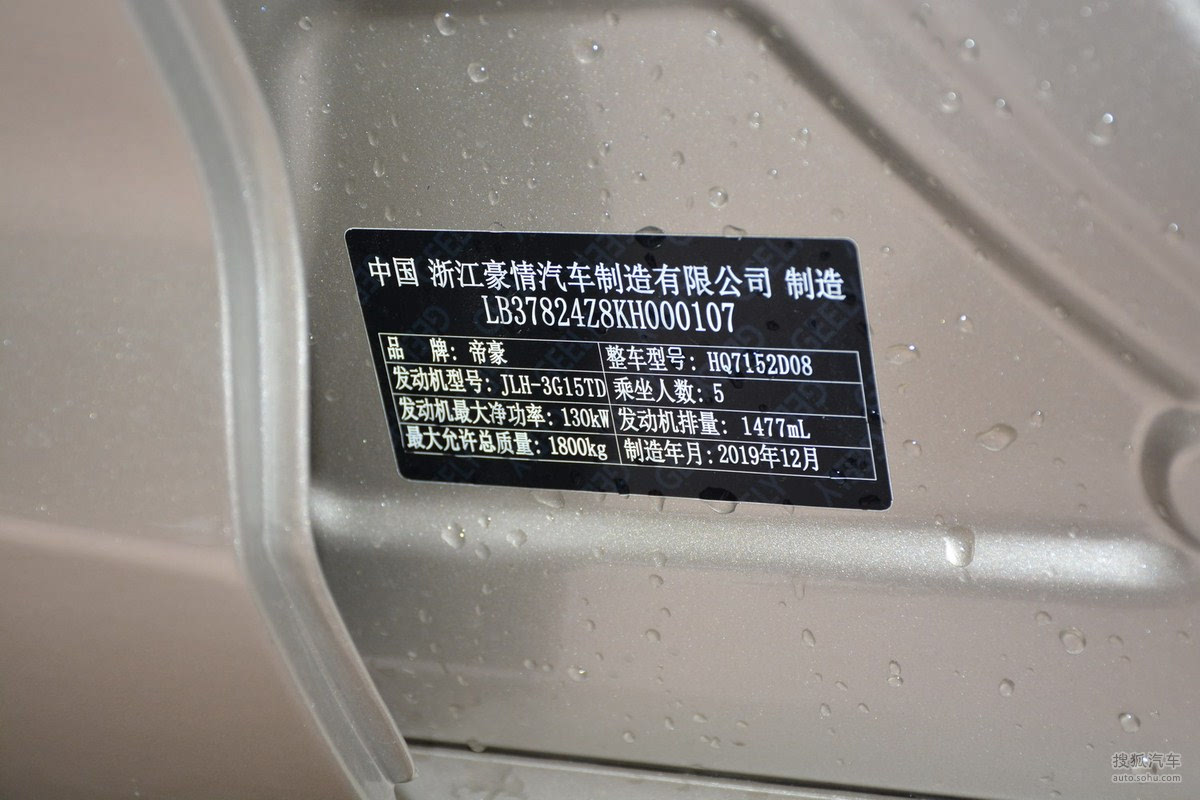 中国 浙江豪情汽车制造有限公司 制造
LB37824Z8KH000107
品 牌: 帝豪 整车型号: HQ7152D08
发动机型号: JLH-3G15TD 乘坐人数: 5
发动机最大净功率: 130kW 发动机排量: 1477mL
最大允许总质量: 1800kg 制造年月: 2019年12月
搜狐汽车
auto.sohu.com